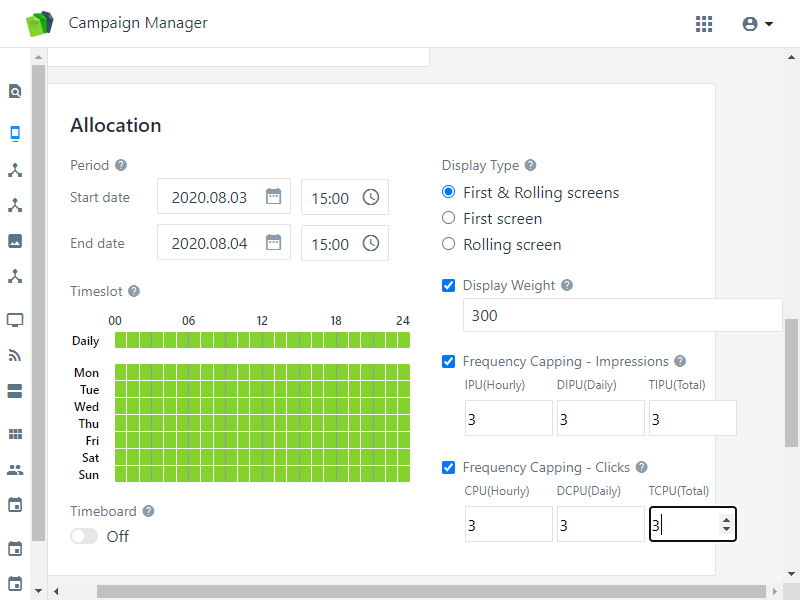 Campaign Manager
Allocation
Period
Start date
2020.08.03
15:00
End date
2020.08.04
15:00
Timeslot
00 06 12 18 24
Daily
Mon
Tue
Wed
Thu
Fri
Sat
Sun
Timeboard
Off
Display Type
First & Rolling screens
First screen
Rolling screen
Display Weight
300
Frequency Capping - Impressions
IPU(Hourly) DIPU(Daily) TIPU(Total)
3 3 3
Frequency Capping - Clicks
CPU(Hourly) DCPU(Daily) TCPU(Total)
3 3 3